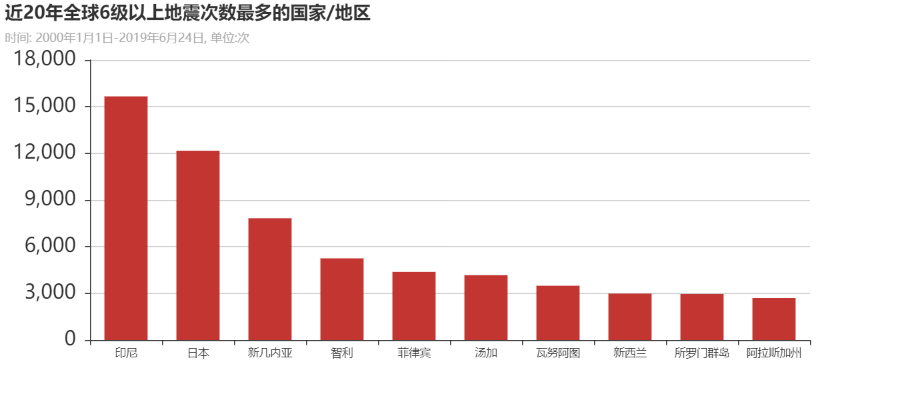 近20年全球6级以上地震次数最多的国家/地区
时间: 2000年1月1日-2019年6月24日, 单位:次
18,000
15,000
12,000
9,000
6,000
3,000
0
印尼 日本 新几内亚 智利 菲律宾 汤加 瓦努阿图 新西兰 所罗门群岛 阿拉斯加州